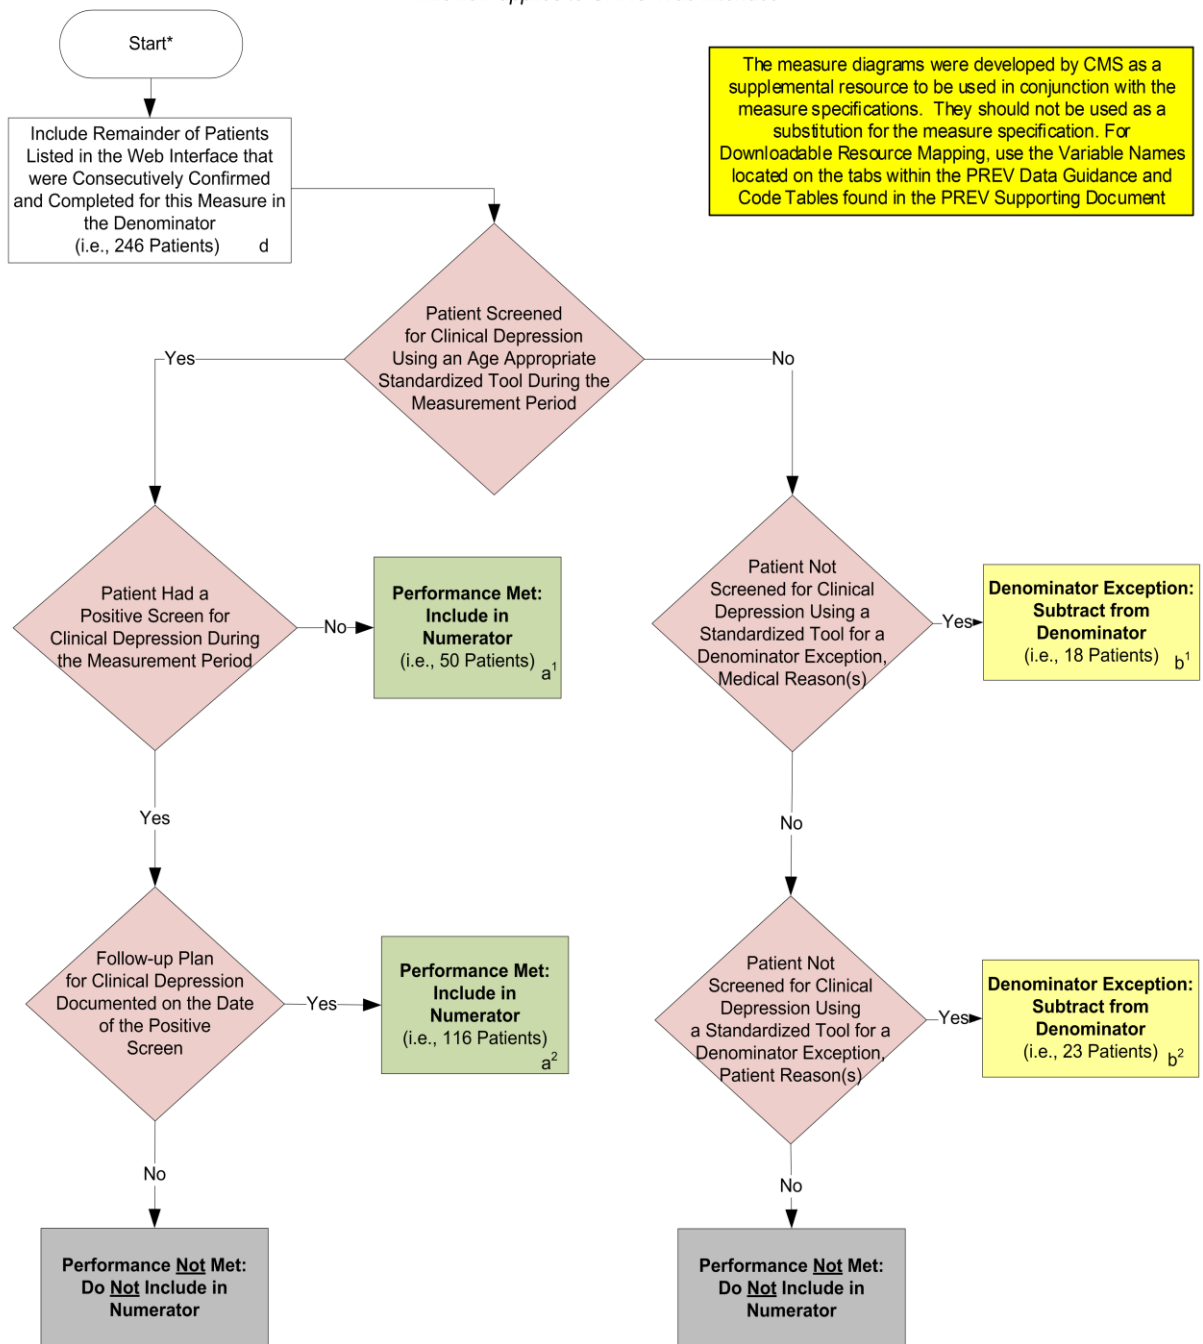 Start*
The measure diagrams were developed by CMS as a
supplemental resource to be used in conjunction with the
measure specifications. They should not be used as a
substitution for the measure specification. For
Downloadable Resource Mapping, use the Variable Names
located on the tabs within the PREV Data Guidance and
Code Tables found in the PREV Supporting Document
Include Remainder of Patients
Listed in the Web Interface that
were Consecutively Confirmed
and Completed for this Measure in
the Denominator
(i.e., 246 Patients) d
Patient Screened
for Clinical Depression
Using an Age Appropriate
Standardized Tool During the
Measurement Period
Yes
No
Patient Had a
Positive Screen for
Clinical Depression During
the Measurement Period
No
Performance Met:
Include in
Numerator
(i.e., 50 Patients) a¹
Patient Not
Screened for Clinical
Depression Using a
Standardized Tool for a
Denominator Exception,
Medical Reason(s)
Yes
Denominator Exception:
Subtract from
Denominator
(i.e., 18 Patients) b¹
Yes
No
Follow-up Plan
for Clinical Depression
Documented on the Date
of the Positive
Screen
Yes
Performance Met:
Include in
Numerator
(i.e., 116 Patients)
a²
Patient Not
Screened for Clinical
Depression Using
a Standardized Tool for a
Denominator Exception,
Patient Reason(s)
Yes
Denominator Exception:
Subtract from
Denominator
(i.e., 23 Patients) b²
No
No
Performance Not Met:
Do Not Include in
Numerator
Performance Not Met:
Do Not Include in
Numerator